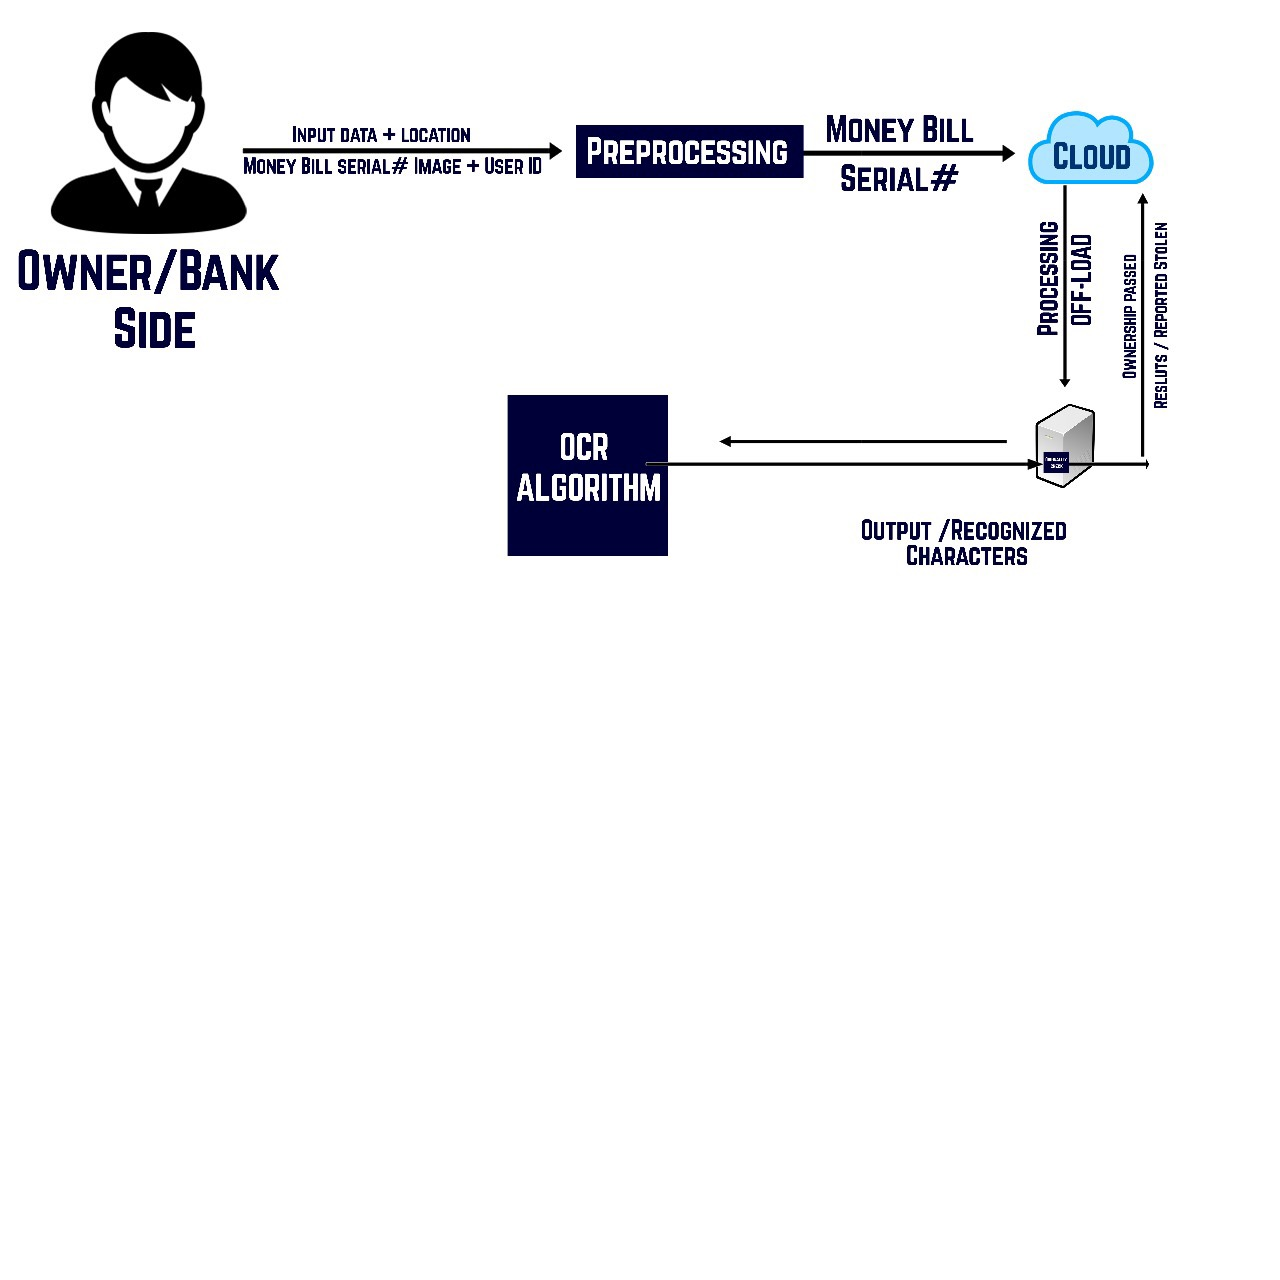 Input data + location
Money Bill serial# Image + User ID
Preprocessing
Money Bill
Serial#
Cloud
Owner/Bank
Side
Processing
off-load
Ownership passed
Resluts / Reported Stolen
OCR
Algorithm
Output /Recognized
Characters